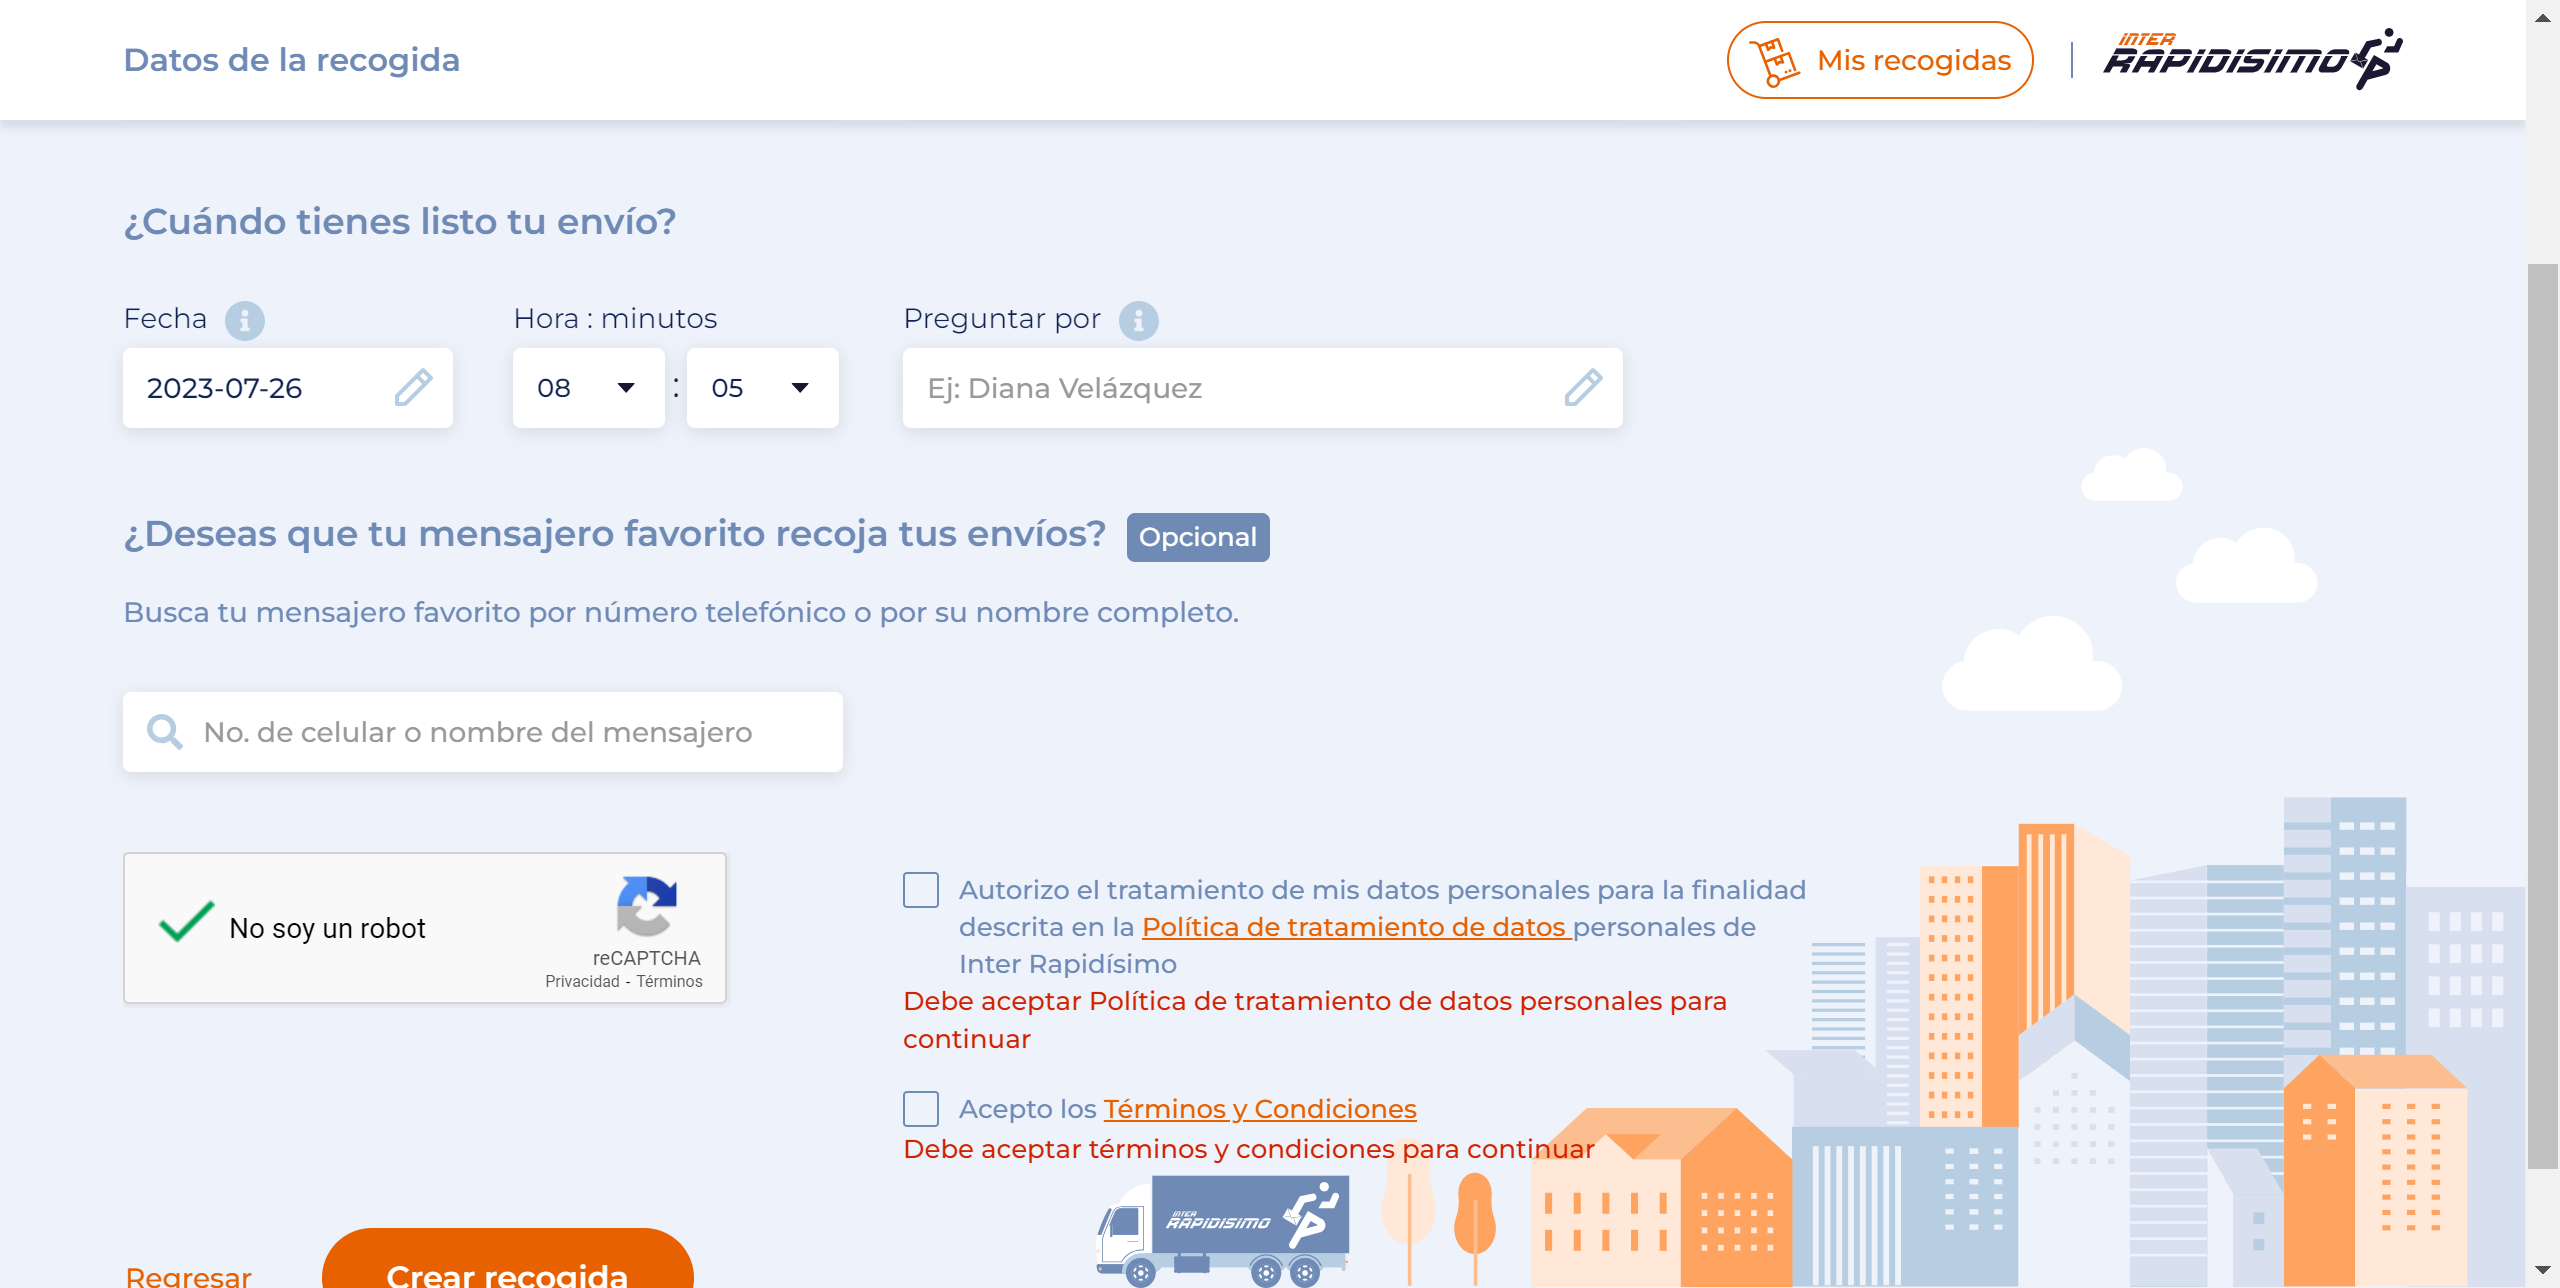 Datos de la recogida
Mis recogidas
INTER
RAPIDISIMO
¿Cuándo tienes listo tu envío?
Fecha
Hora : minutos
Preguntar por
2023-07-26
08
:
05
Ej: Diana Velázquez
¿Deseas que tu mensajero favorito recoja tus envíos?
Opcional
Busca tu mensajero favorito por número telefónico o por su nombre completo.
No. de celular o nombre del mensajero
No soy un robot
reCAPTCHA
Privacidad - Términos
Autorizo el tratamiento de mis datos personales para la finalidad
descrita en la Política de tratamiento de datos personales de
Inter Rapidísimo
Debe aceptar Política de tratamiento de datos personales para
continuar
Acepto los Términos y Condiciones
Debe aceptar términos y condiciones para continuar
INTER
RAPIDISIMO
Regresar
Crear recogida